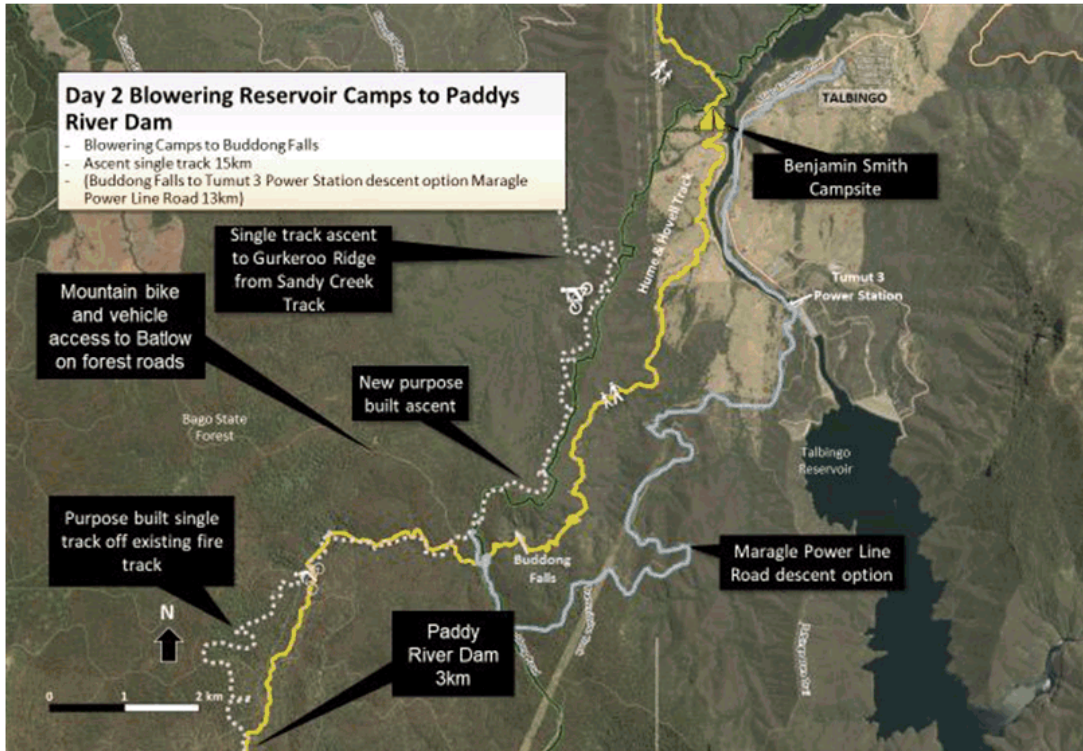 Day 2 Blowering Reservoir Camps to Paddys
River Dam
- Blowering Camps to Buddong Falls
- Ascent single track 15km
- (Buddong Falls to Tumut 3 Power Station descent option Maragle
Power Line Road 13km)
TALBINGO
Benjamin Smith
Campsite
Single track ascent
to Gurkeroo Ridge
from Sandy Creek
Track
Hume & Hovell Track
Tumut 3
Power Station
Mountain bike
and vehicle
access to Batlow
on forest roads
New purpose
built ascent
Bago State
Forest
Talbingo
Reservoir
Purpose built single
track off existing fire
track
Buddong
Falls
Maragle Power Line
Road descent option
N
Paddy
River Dam
3km
0 1 2 km